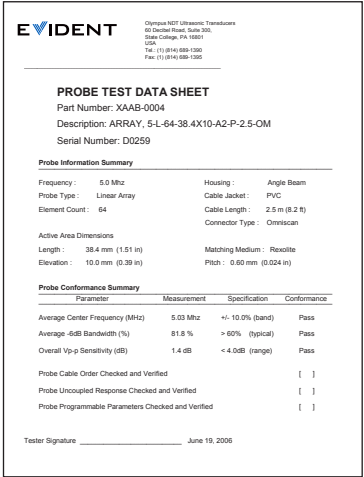 EVIDENT
Olympus NDT Ultrasonic Transducers
60 Decibel Road, Suite 300,
State College, PA 16801
USA
Tel.: (1) (814) 689-1390
Fax: (1) (814) 689-1395
PROBE TEST DATA SHEET
Part Number: XAAB-0004
Description: ARRAY, 5-L-64-38.4X10-A2-P-2.5-OM
Serial Number: D0259
Probe Information Summary
Frequency : 5.0 Mhz Housing : Angle Beam
Probe Type : Linear Array Cable Jacket : PVC
Element Count : 64 Cable Length : 2.5 m (8.2 ft)
Connector Type : Omniscan
Active Area Dimensions
Length : 38.4 mm (1.51 in) Matching Medium : Rexolite
Elevation : 10.0 mm (0.39 in) Pitch : 0.60 mm (0.024 in)
Probe Conformance Summary
Parameter Measurement Specification Conformance
Average Center Frequency (MHz) 5.03 Mhz +/- 10.0% (band) Pass
Average -6dB Bandwidth (%) 81.8 % > 60% (typical) Pass
Overall Vp-p Sensitivity (dB) 1.4 dB < 4.0dB (range) Pass
Probe Cable Order Checked and Verified [ ]
Probe Uncoupled Response Checked and Verified [ ]
Probe Programmable Parameters Checked and Verified [ ]
Tester Signature ____________________ June 19, 2006